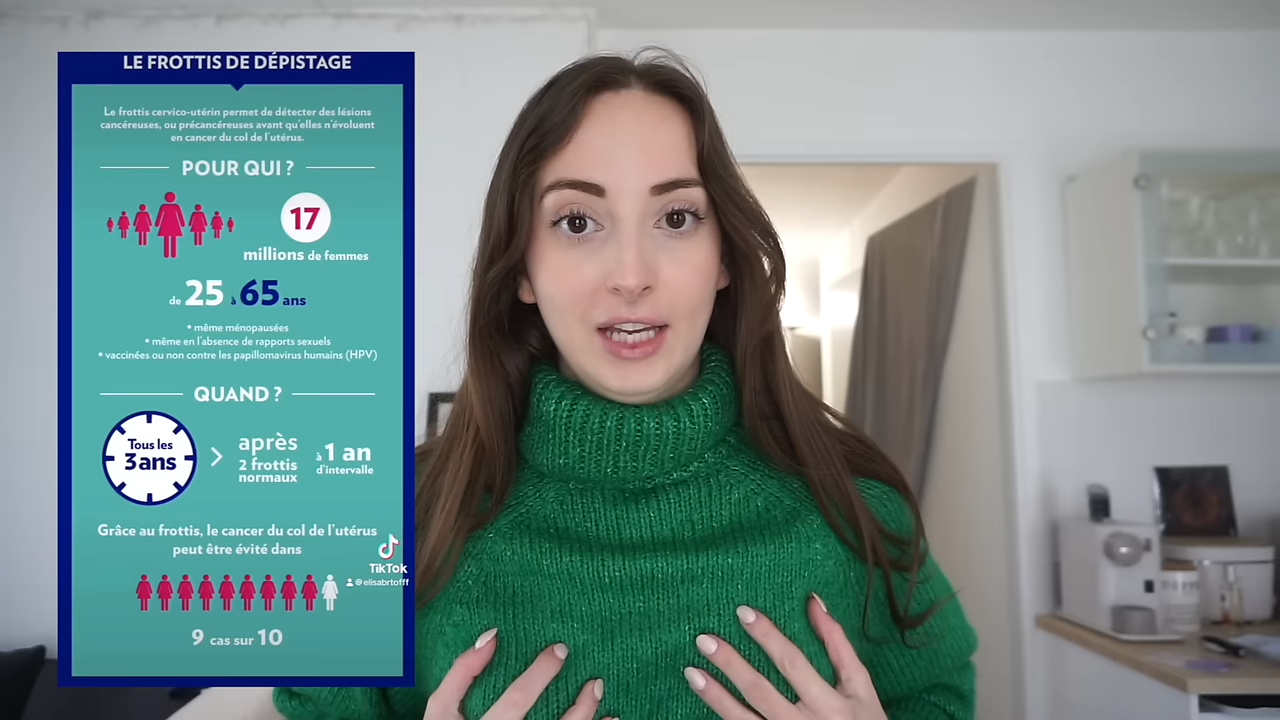 LE FROTTIS DE DÉPISTAGE
Le frottis cervico-utérin permet de détecter des lésions
cancéreuses, ou précancéreuses avant qu'elles n'évoluent
en cancer du col de l'utérus.
POUR QUI ?
17
millions de femmes
de 25 à 65 ans
• même ménopausées
• même en l'absence de rapports sexuels
• vaccinées ou non contre les papillomavirus humains (HPV)
QUAND ?
Tous les
3 ans
> après
2 frottis
normaux
à 1 an
d'intervalle
Grâce au frottis, le cancer du col de l'utérus
peut être évité dans
TikTok
@elisabrtofff
9 cas sur 10